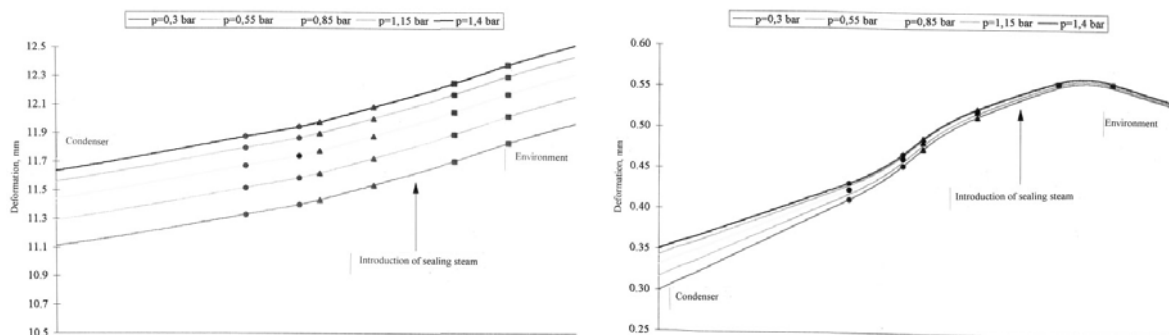 p=0,3 bar p=0,55 bar p=0,85 bar p=1,15 bar p=1,4 bar
12.5
12.3
12.1
11.9
11.7
11.5
11.3
11.1
10.9
10.7
10.5
Deformation, mm
Condenser
Environment
Introduction of sealing steam
p=0,3 bar p=0,55 bar p=0,85 bar p=1,15 bar p=1,4 bar
0.60
0.55
0.50
0.45
0.40
0.35
0.30
0.25
Deformation, mm
Environment
Introduction of sealing steam
Condenser